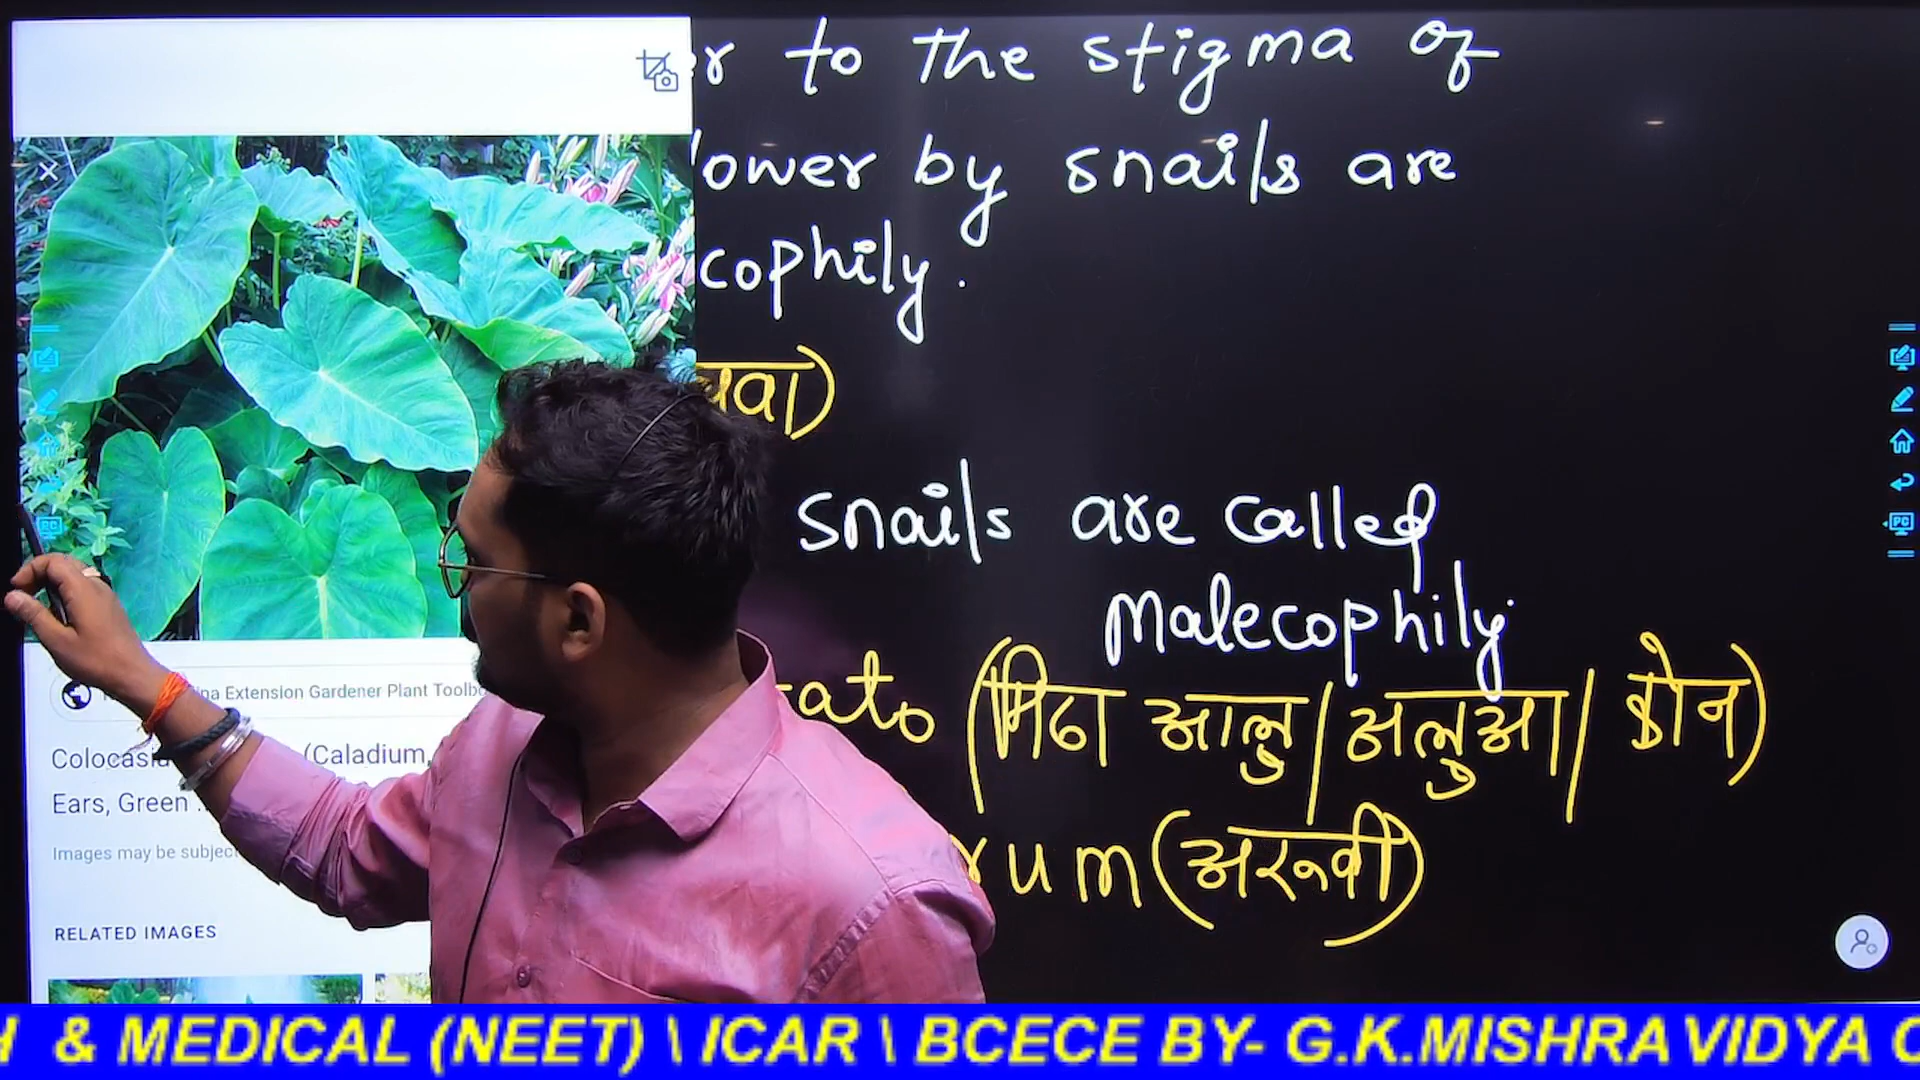 to the stigma of
by snails are
cophily.
snails are called
Malecophily
ato (मिठा आलु/अलुआ/कोन)
rum (अरूवी)
ina Extension Gardener Plant Toolbo
Colocasia (Caladium,
Ears, Green
Images may be subject
RELATED IMAGES
& MEDICAL (NEET) \ ICAR \ BCECE BY- G.K.MISHRA VIDYA